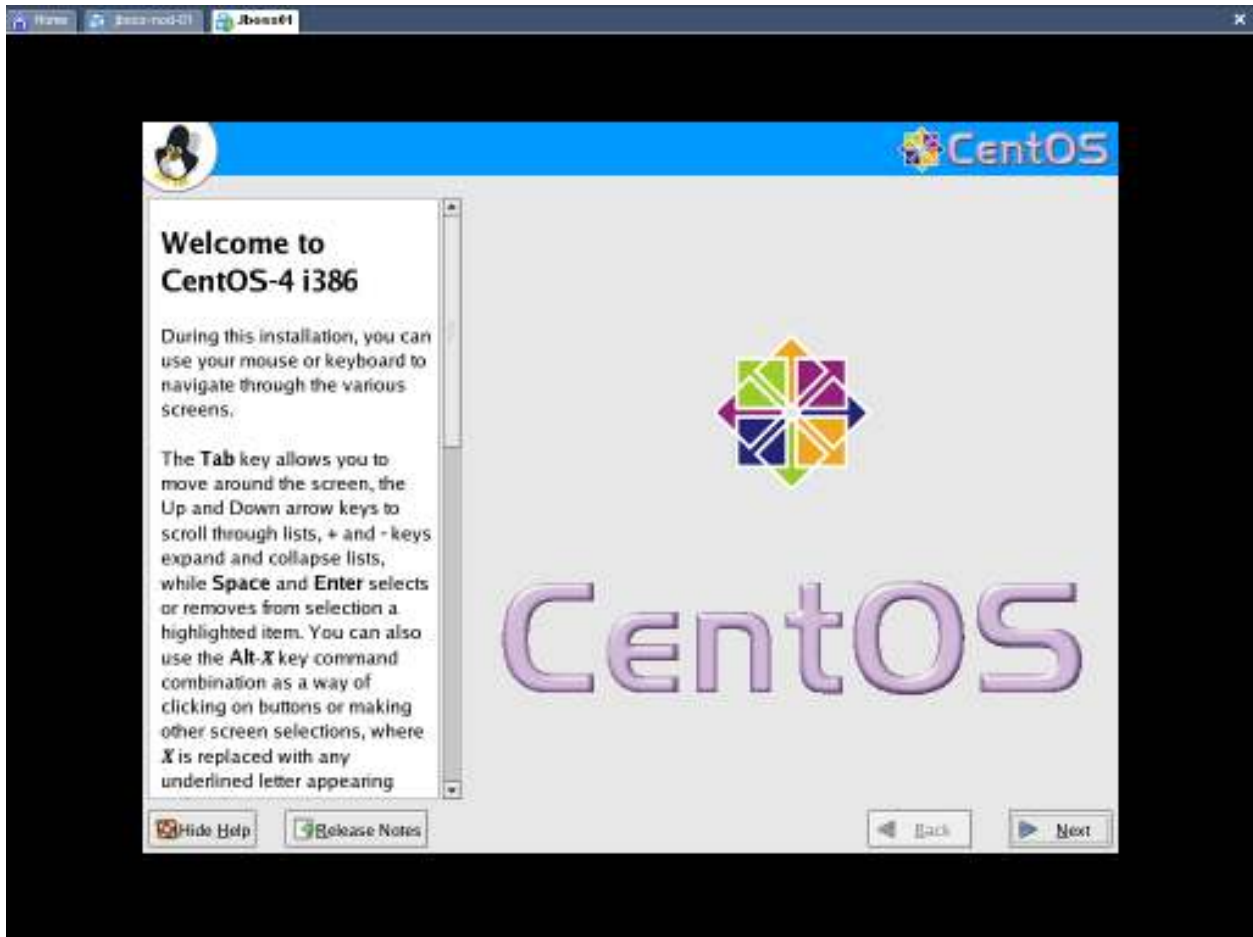 Home
Jboss01
CentOS
Welcome to
CentOS-4 i386
During this installation, you can
use your mouse or keyboard to
navigate through the various
screens.
The Tab key allows you to
move around the screen, the
Up and Down arrow keys to
scroll through lists, + and - keys
expand and collapse lists,
while Space and Enter selects
or removes from selection a
highlighted item. You can also
use the Alt-X key command
combination as a way of
clicking on buttons or making
other screen selections, where
X is replaced with any
underlined letter appearing
CentOS
Hide Help
Release Notes
Back
Next